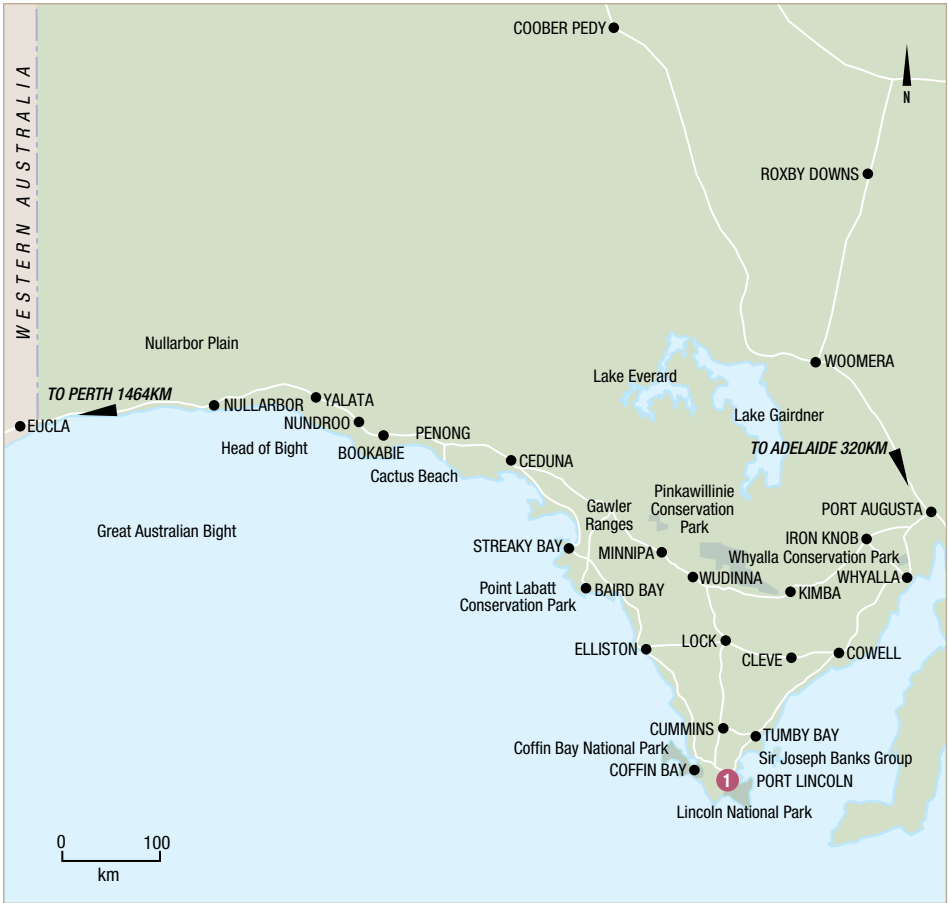 COOBER PEDY
N
WESTERN AUSTRALIA
ROXBY DOWNS
Nullarbor Plain
WOOMERA
Lake Everard
TO PERTH 1464KM
NULLARBOR
YALATA
Lake Gairdner
EUCLA
NUNDROO
PENONG
Head of Bight
BOOKABIE
TO ADELAIDE 320KM
Cactus Beach
CEDUNA
Pinkawillinie
Conservation
Park
Gawler
Ranges
PORT AUGUSTA
Great Australian Bight
IRON KNOB
STREAKY BAY
MINNIPA
Whyalla Conservation Park
WUDINNA
WHYALLA
Point Labatt
Conservation Park
BAIRD BAY
KIMBA
ELLISTON
LOCK
CLEVE
COWELL
CUMMINS
TUMBY BAY
Coffin Bay National Park
Sir Joseph Banks Group
COFFIN BAY
1
PORT LINCOLN
Lincoln National Park
0 100
km